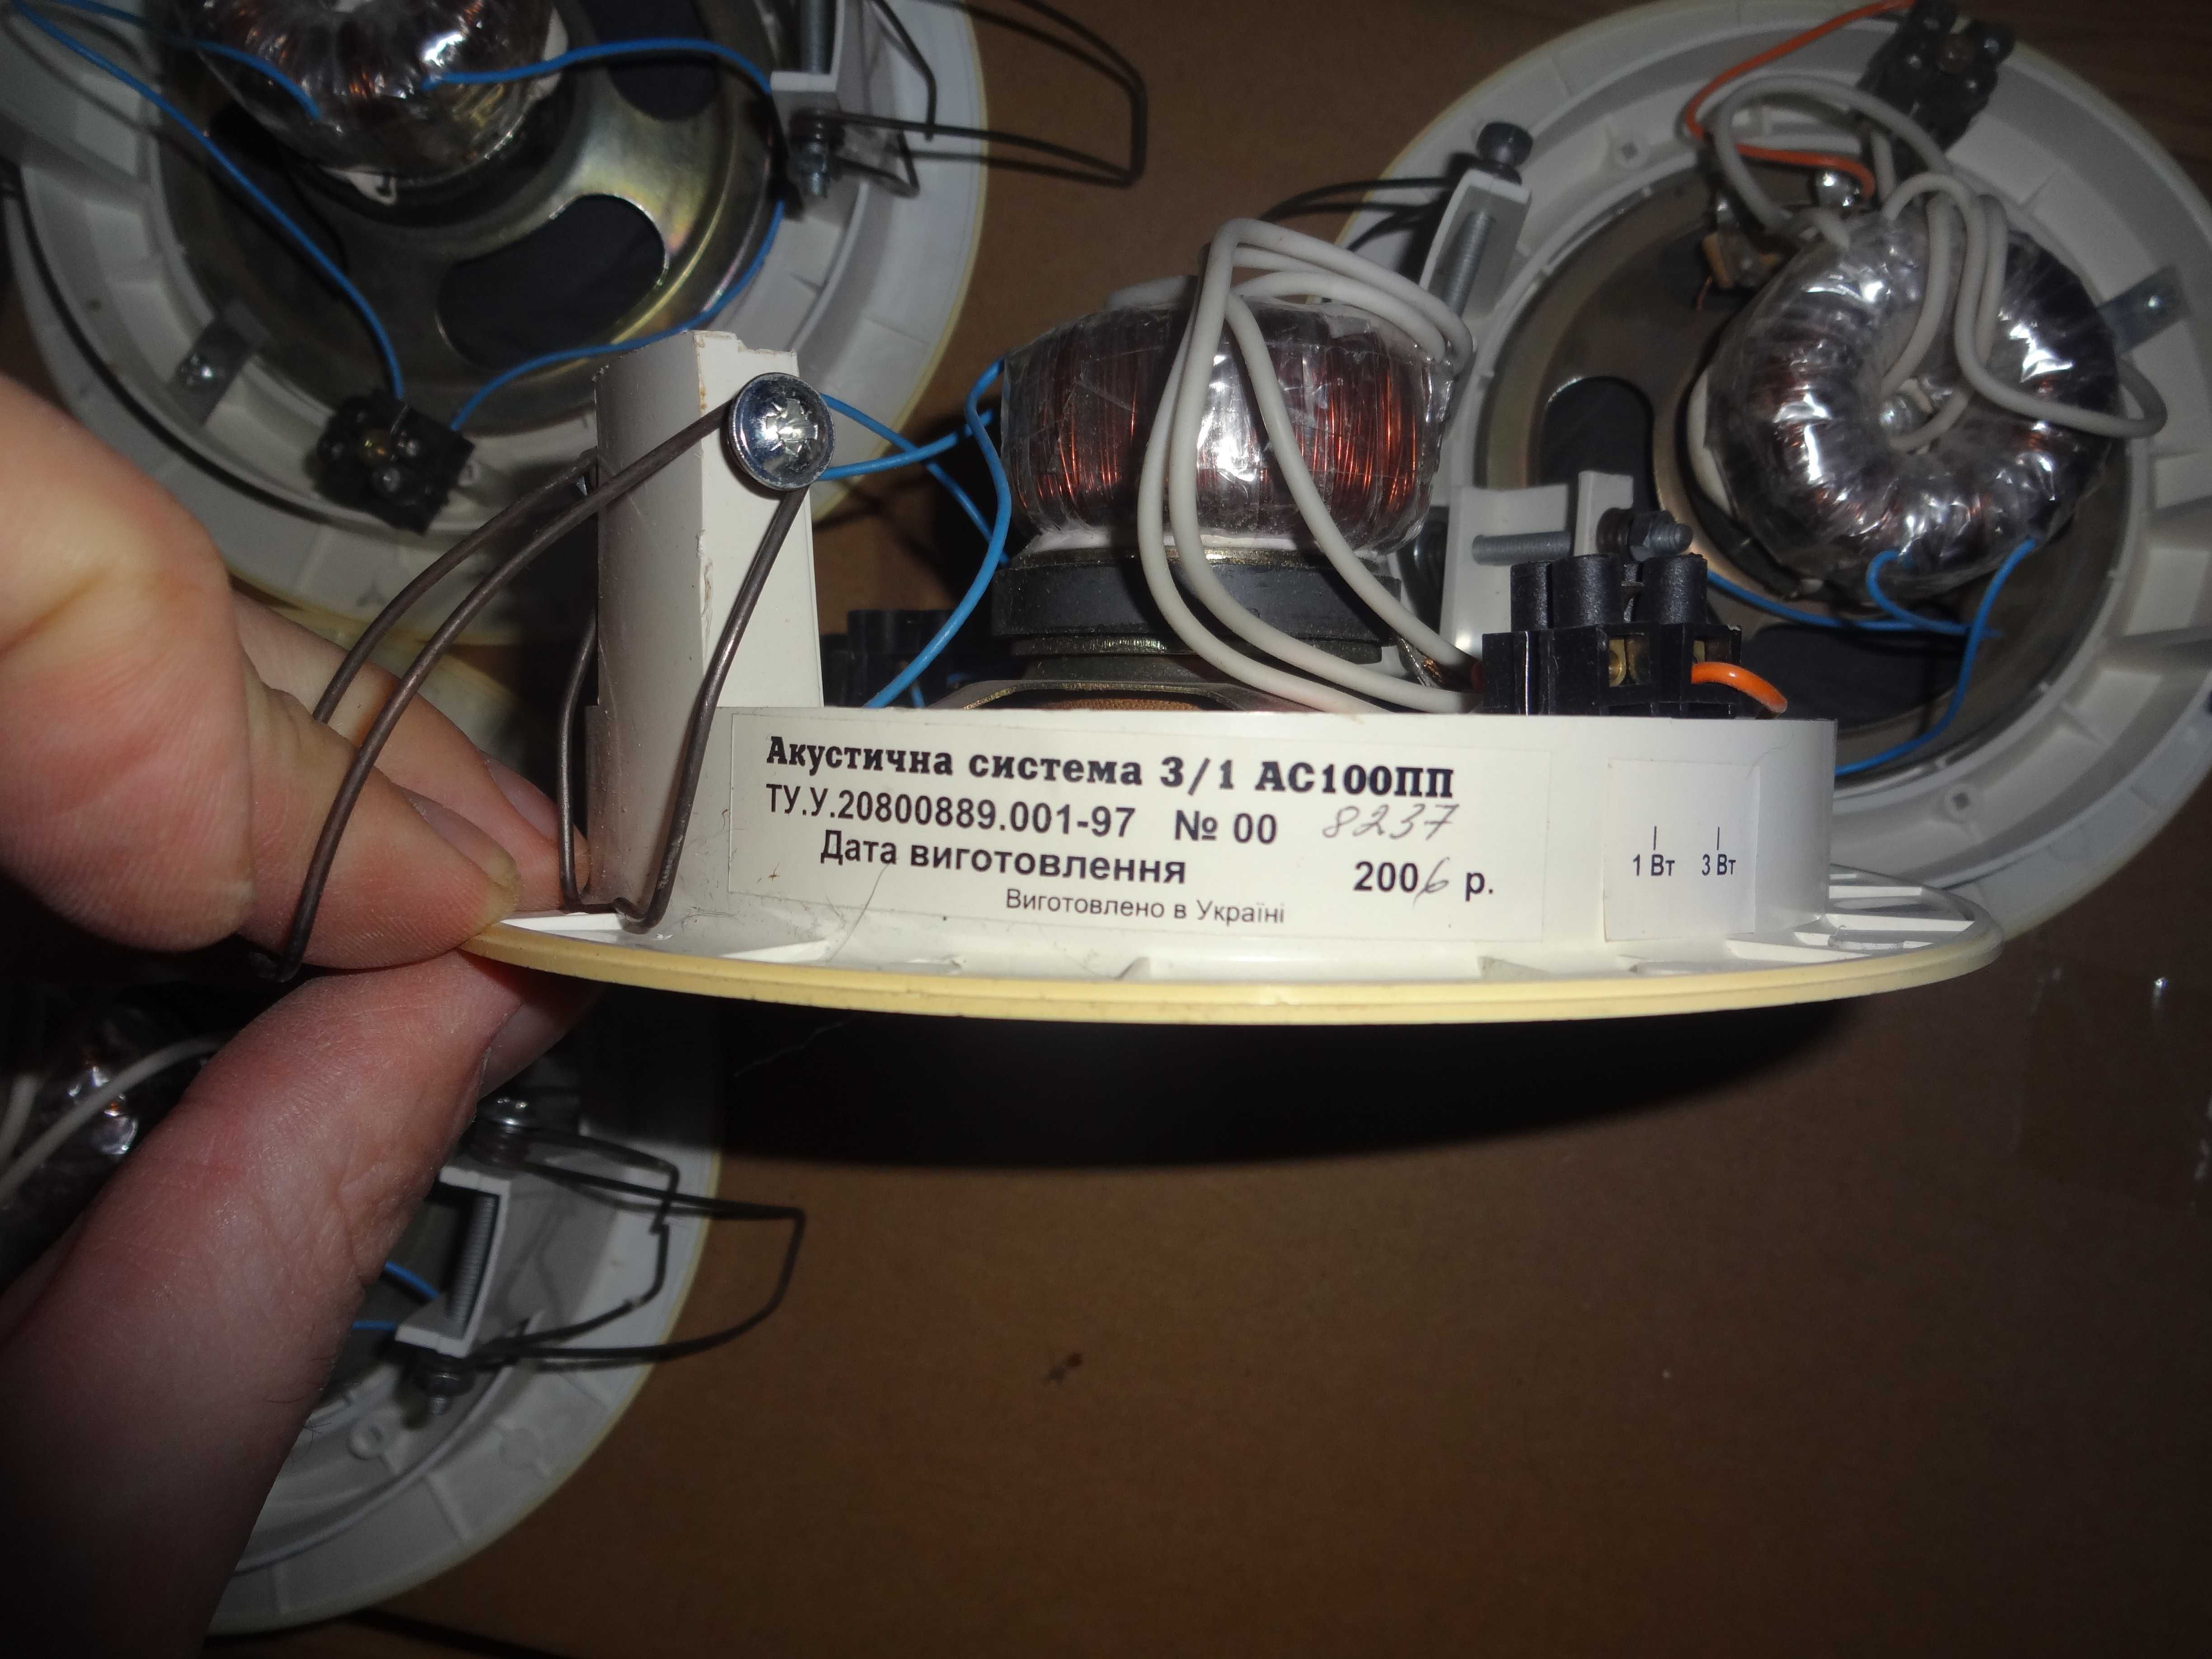 Акустична система 3/1 АС100ПП
ТУ.У.20800889.001-97 № 00 8237
Дата виготовлення 2006 р.
Виготовлено в Україні
1 Вт 3 Вт